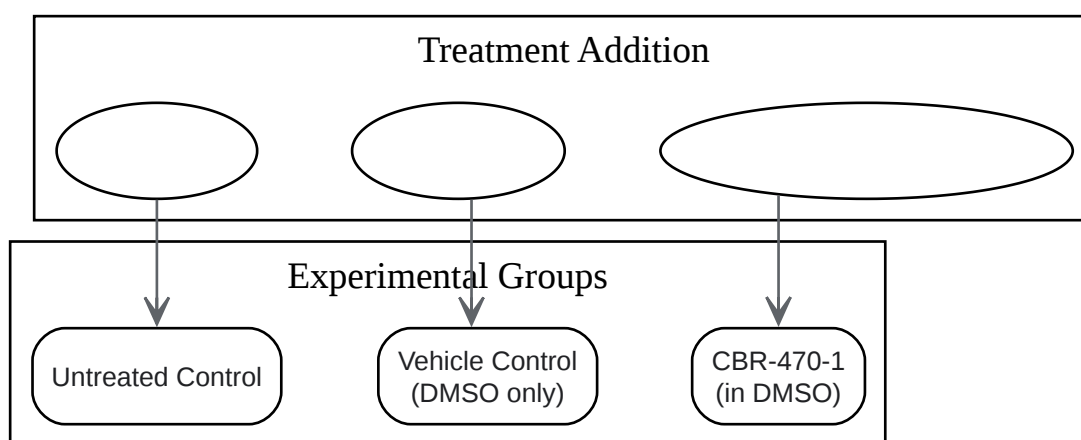 Treatment Addition
Experimental Groups
Untreated Control
Vehicle Control
(DMSO only)
CBR-470-1
(in DMSO)